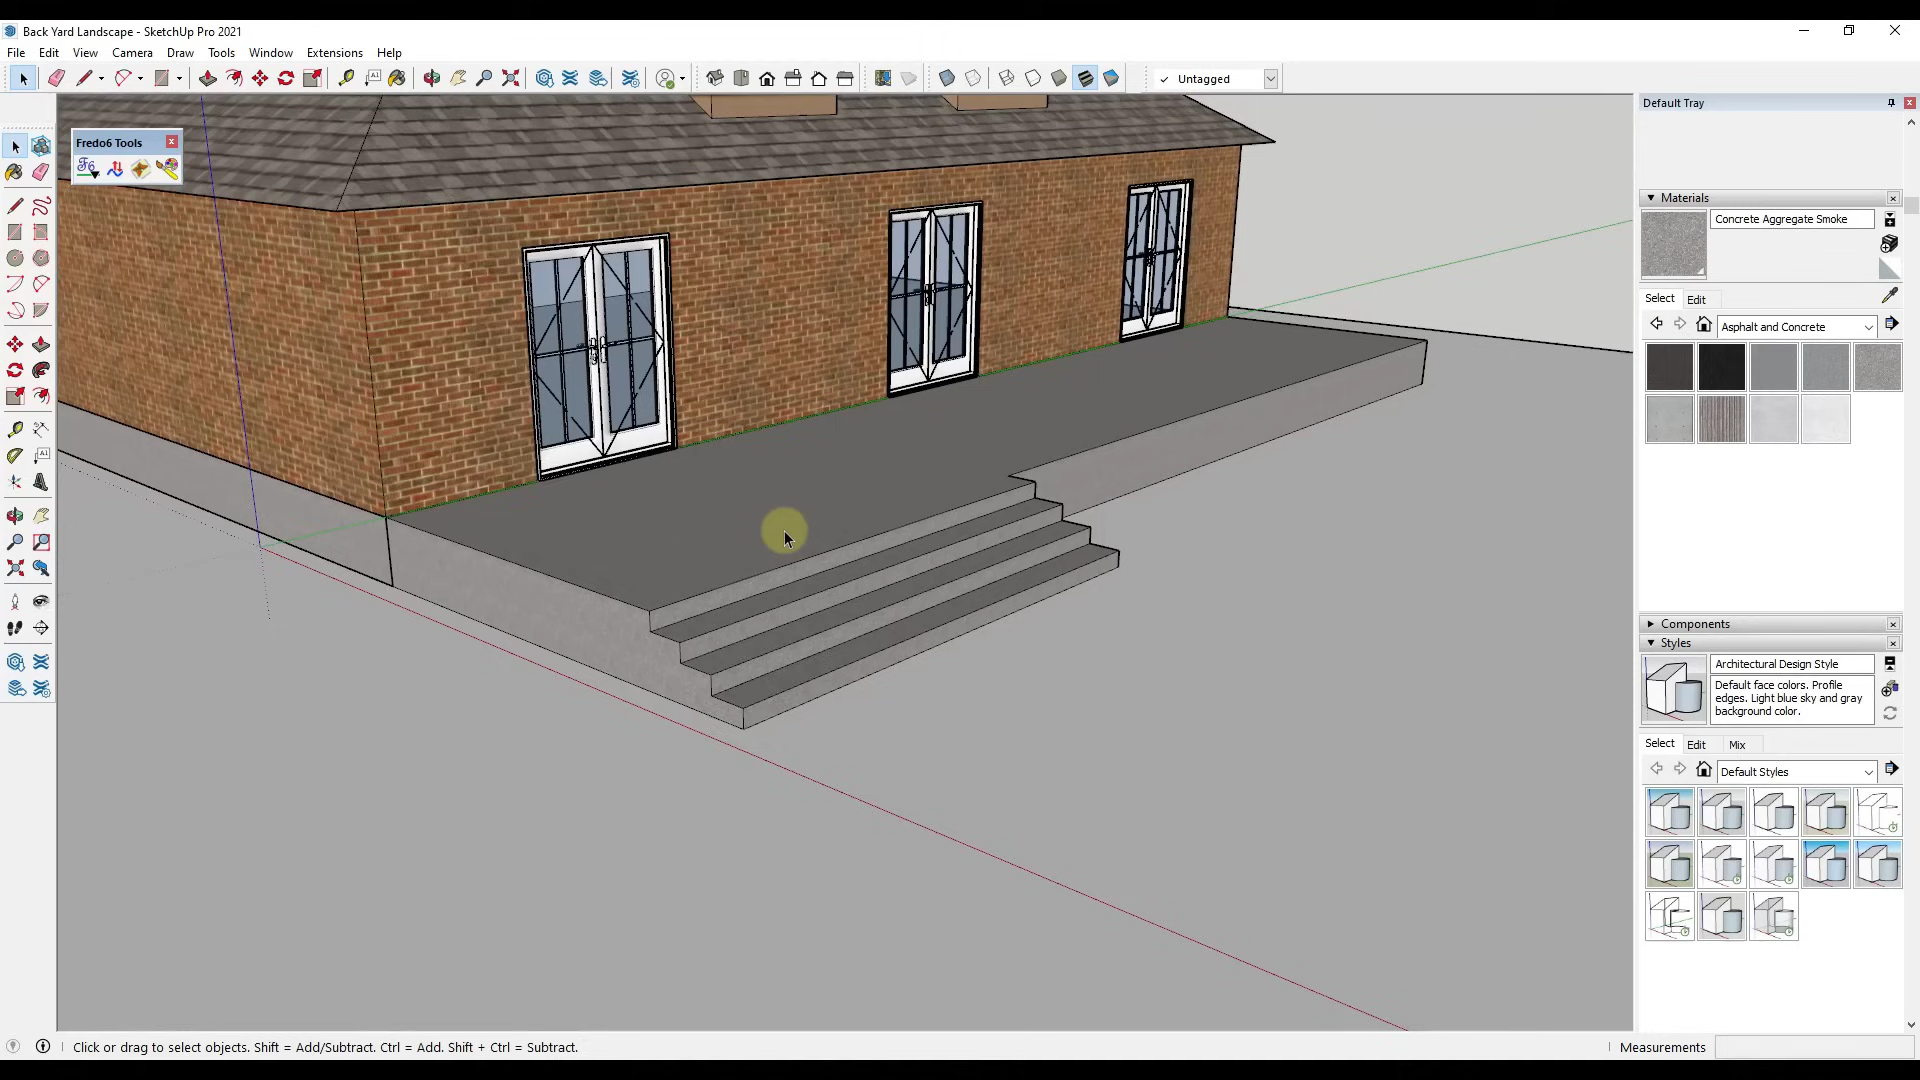 Back Yard Landscape - SketchUp Pro 2021
File Edit View Camera Draw Tools Window Extensions Help
Untagged
Default Tray
Fredo6 Tools
Materials
Concrete Aggregate Smoke
Select Edit
Asphalt and Concrete
Components
Styles
Architectural Design Style
Default face colors. Profile
edges. Light blue sky and gray
background color.
Select Edit Mix
Default Styles
Click or drag to select objects. Shift = Add/Subtract. Ctrl = Add. Shift + Ctrl = Subtract.
Measurements